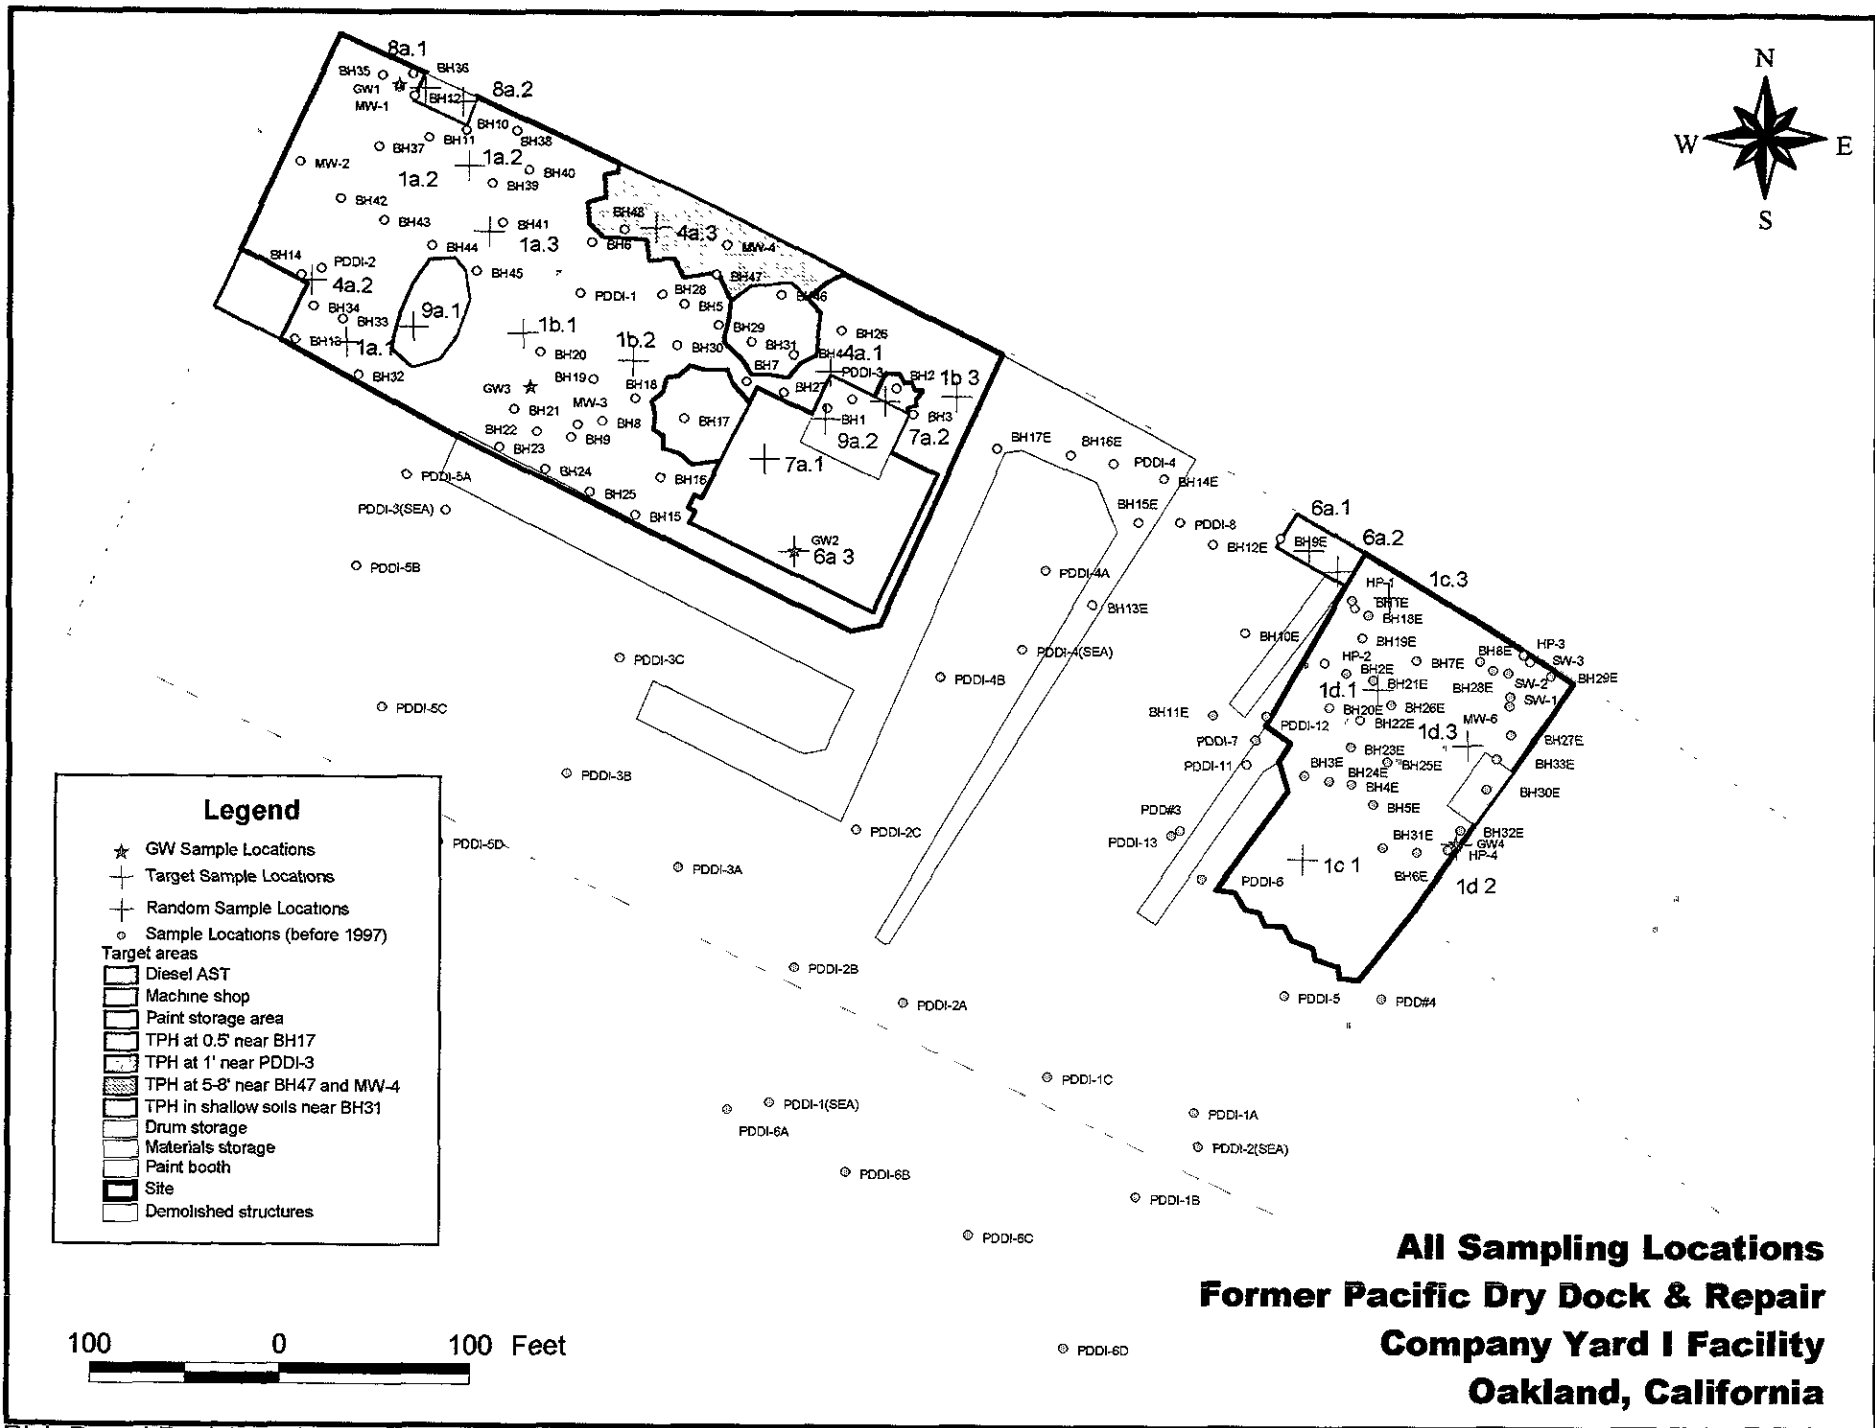 N
W
E
S
8a.1
BH35
BH36
GW1
MW-1
BH12
8a.2
BH10
BH11
BH38
BH37
MW-2
1a.2
1a.2
BH40
BH39
BH42
BH43
BH41
1a.3
BH44
BH45
BH48
BH6
4a.3
MW-4
BH47
BH46
BH14
PDDI-2
4a.2
BH34
BH33
BH13
1a.1
BH32
9a.1
PDDI-1
BH28
BH5
BH29
BH31
BH30
BH26
1b.1
1b.2
BH20
BH19
BH18
GW3
BH21
MW-3
BH8
BH22
BH9
BH23
BH24
BH25
BH7
BH27
4a.1
PDDI-3
BH2
1b 3
BH1
BH3
9a.2
7a.2
BH17
7a.1
BH16
BH15
GW2
6a 3
PDDI-5A
PDDI-3(SEA)
PDDI-5B
PDDI-3C
PDDI-5C
PDDI-3B
PDDI-5D
PDDI-3A
BH17E
BH16E
PDDI-4
BH14E
BH15E
PDDI-8
BH12E
PDDI-4A
BH13E
PDDI-4(SEA)
PDDI-4B
PDDI-2C
6a.1
BH9E
6a.2
HP-1
BH1E
1c.3
BH18E
BH10E
BH19E
HP-2
BH2E
BH7E
BH8E
HP-3
SW-3
BH29E
BH21E
BH28E
SW-2
1d.1
SW-1
BH11E
BH20E
BH26E
PDDI-12
BH22E
MW-6
1d.3
PDDI-7
BH23E
BH27E
PDDI-11
BH3E
BH25E
BH33E
BH24E
BH4E
BH30E
PDD#3
BH5E
PDDI-13
BH31E
BH32E
GW4
HP-4
1c 1
BH6E
1d 2
PDDI-6
PDDI-5
PDD#4
PDDI-2B
PDDI-2A
PDDI-1C
PDDI-1(SEA)
PDDI-6A
PDDI-1A
PDDI-2(SEA)
PDDI-6B
PDDI-1B
PDDI-6C
PDDI-6D
Legend
GW Sample Locations
Target Sample Locations
Random Sample Locations
Sample Locations (before 1997)
Target areas
Diesel AST
Machine shop
Paint storage area
TPH at 0.5' near BH17
TPH at 1' near PDDI-3
TPH at 5-8' near BH47 and MW-4
TPH in shallow soils near BH31
Drum storage
Materials storage
Paint booth
Site
Demolished structures
100 0 100 Feet
All Sampling Locations
Former Pacific Dry Dock & Repair
Company Yard I Facility
Oakland, California